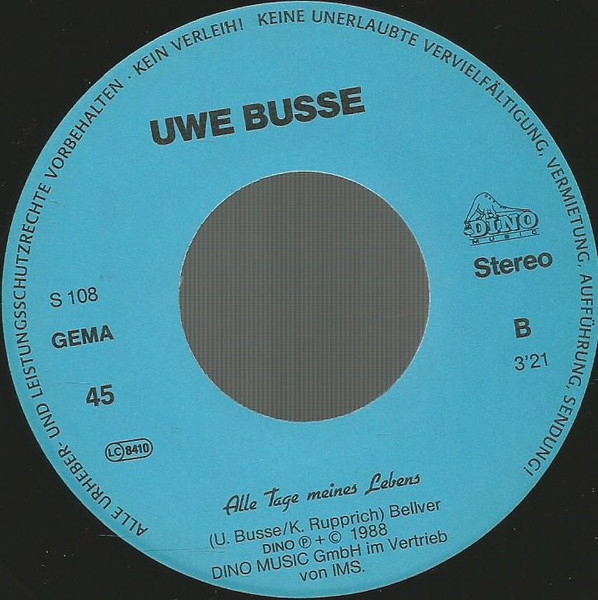 ALLE URHEBER- UND LEISTUNGSSCHUTZRECHTE VORBEHALTEN · KEIN VERLEIH! KEINE UNERLAUBTE VERVIELFÄLTIGUNG, VERMIETUNG, AUFFÜHRUNG, SENDUNG!
UWE BUSSE
DINO
MUSIC
Stereo
S 108
GEMA
45
LC 8410
B
3'21
Alle Tage meines Lebens
(U. Busse/K. Rupprich) Bellver
DINO ℗ + © 1988
DINO MUSIC GmbH im Vertrieb
von IMS.